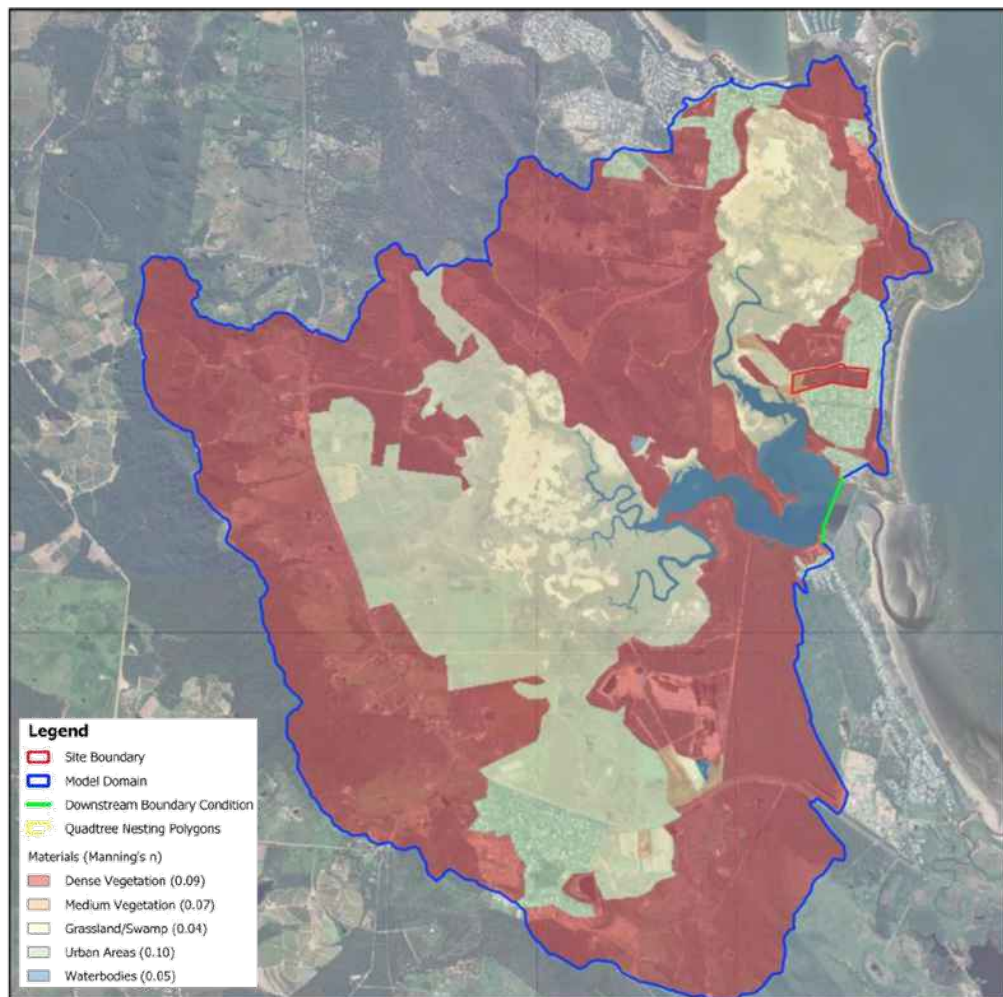 Legend
Site Boundary
Model Domain
Downstream Boundary Condition
Quadtree Nesting Polygons
Materials (Manning's n)
Dense Vegetation (0.09)
Medium Vegetation (0.07)
Grassland/Swamp (0.04)
Urban Areas (0.10)
Waterbodies (0.05)